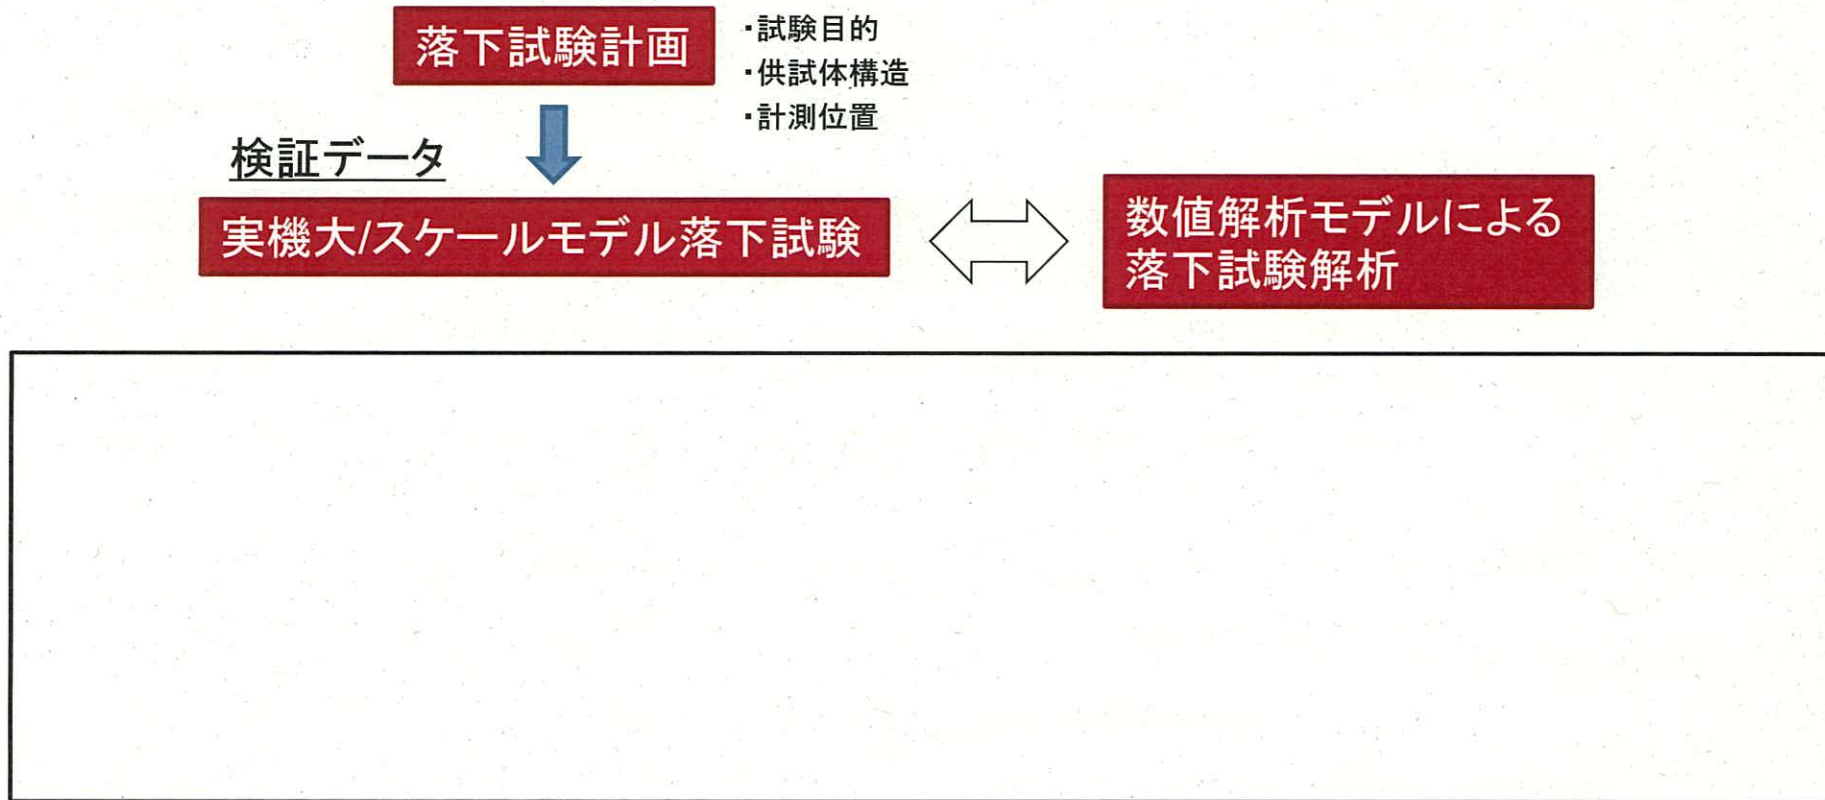 落下試験計画
・試験目的
・供試体構造
・計測位置
検証データ
実機大/スケールモデル落下試験
数値解析モデルによる
落下試験解析